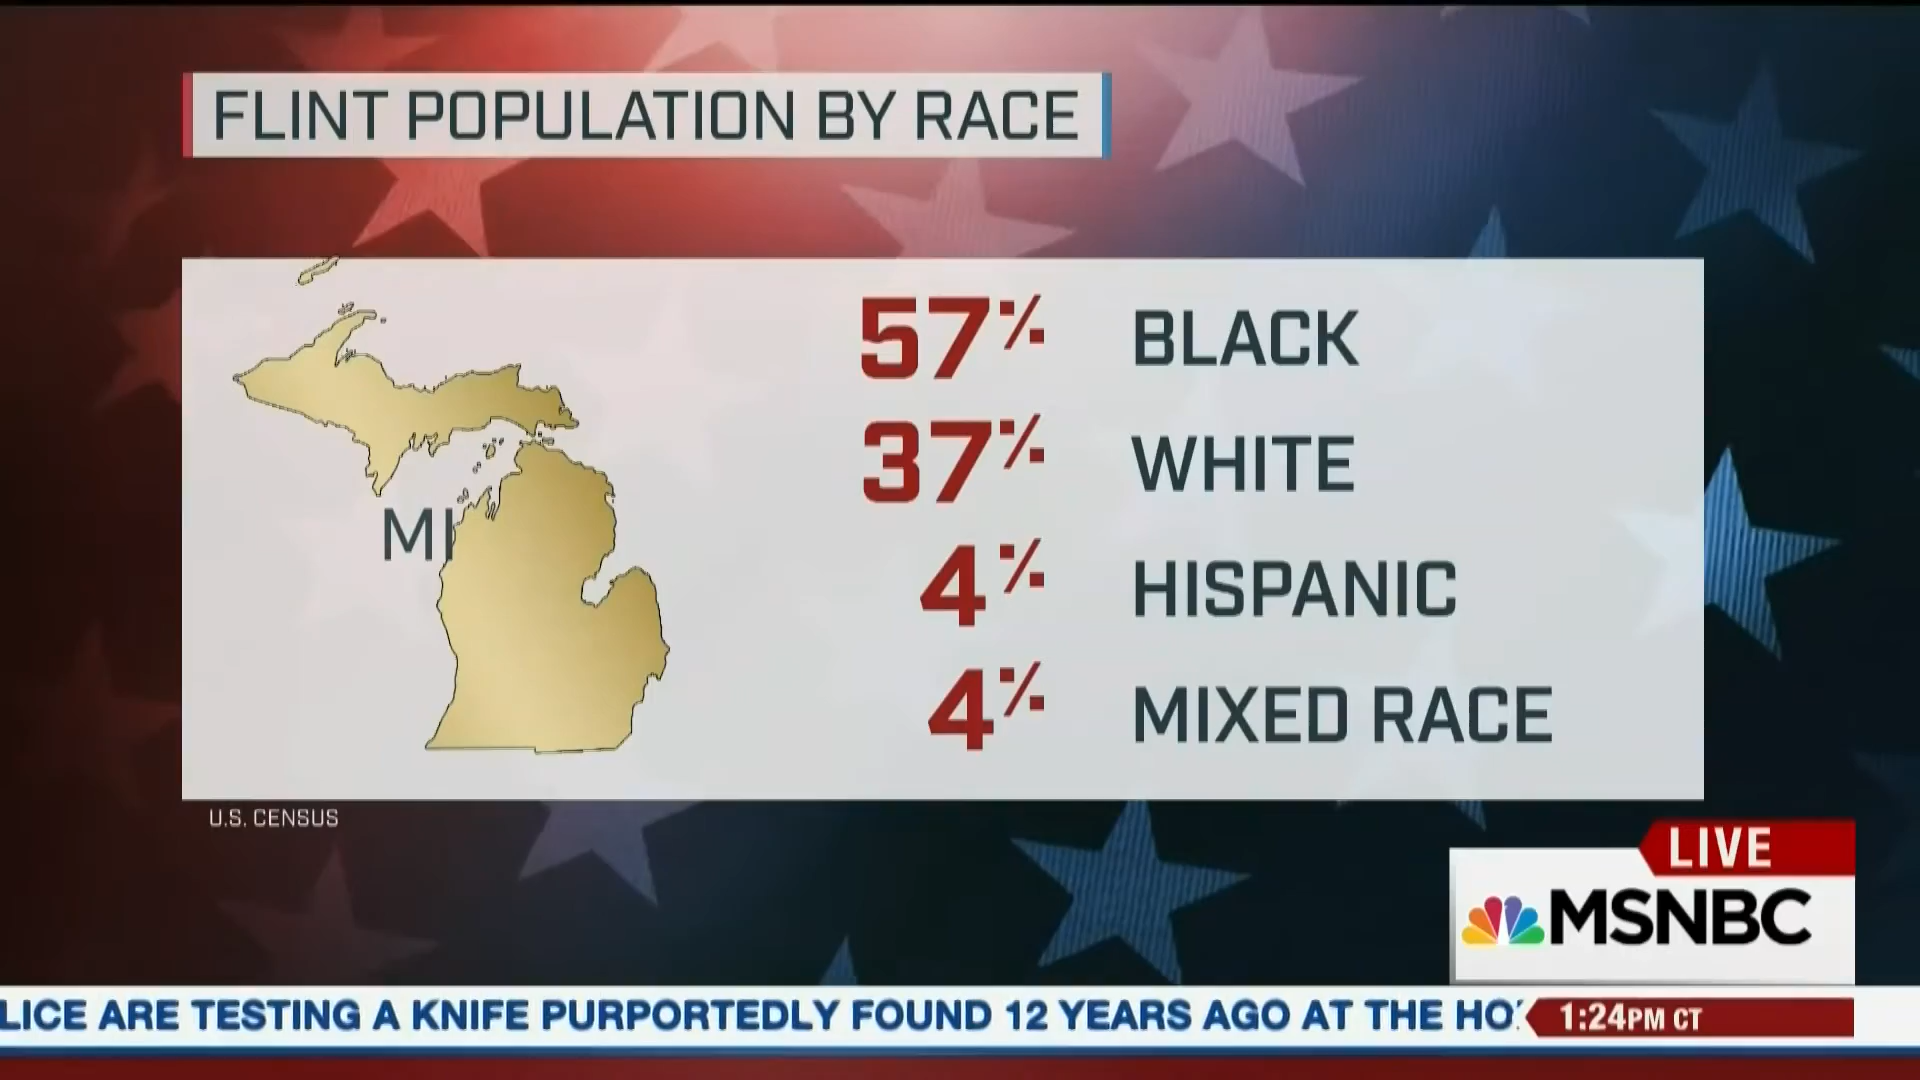 FLINT POPULATION BY RACE
57% BLACK
37% WHITE
4% HISPANIC
4% MIXED RACE
MI
U.S. CENSUS
LIVE
MSNBC
LICE ARE TESTING A KNIFE PURPORTEDLY FOUND 12 YEARS AGO AT THE HO
1:24PM CT